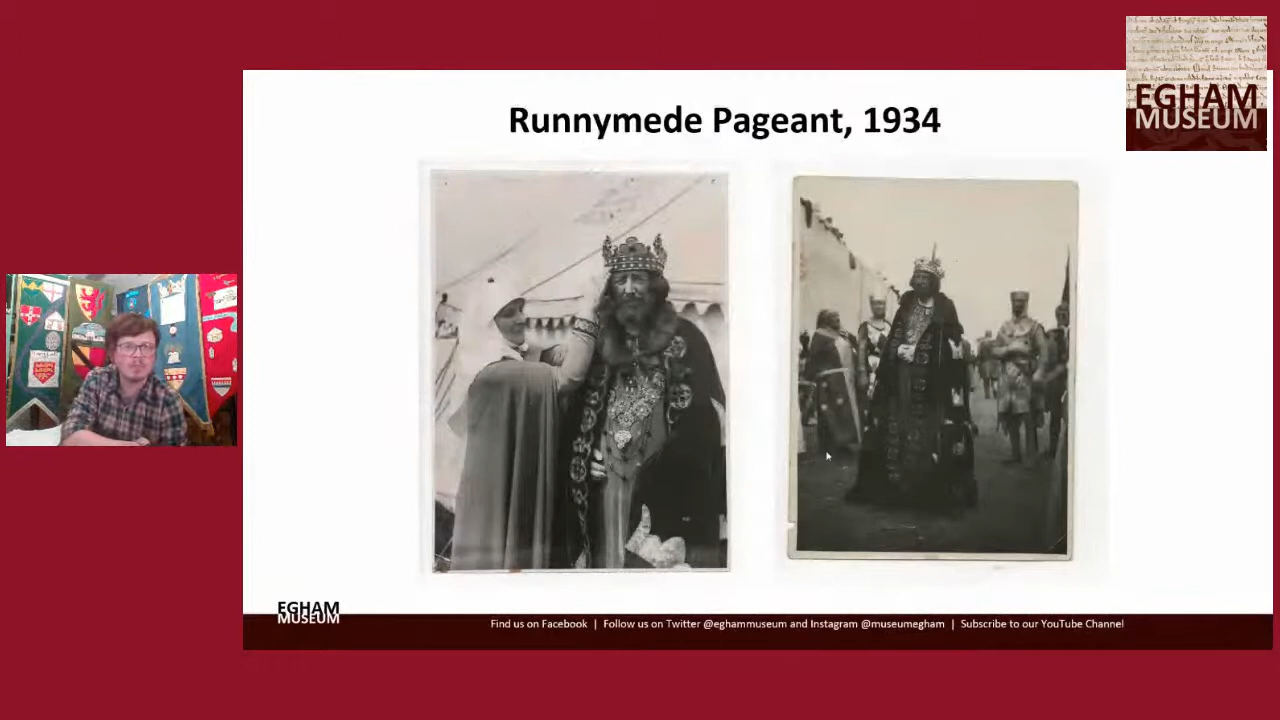 EGHAM
MUSEUM
Runnymede Pageant, 1934
EGHAM
MUSEUM
Find us on Facebook | Follow us on Twitter @eghammuseum and Instagram @museumegham | Subscribe to our YouTube Channel